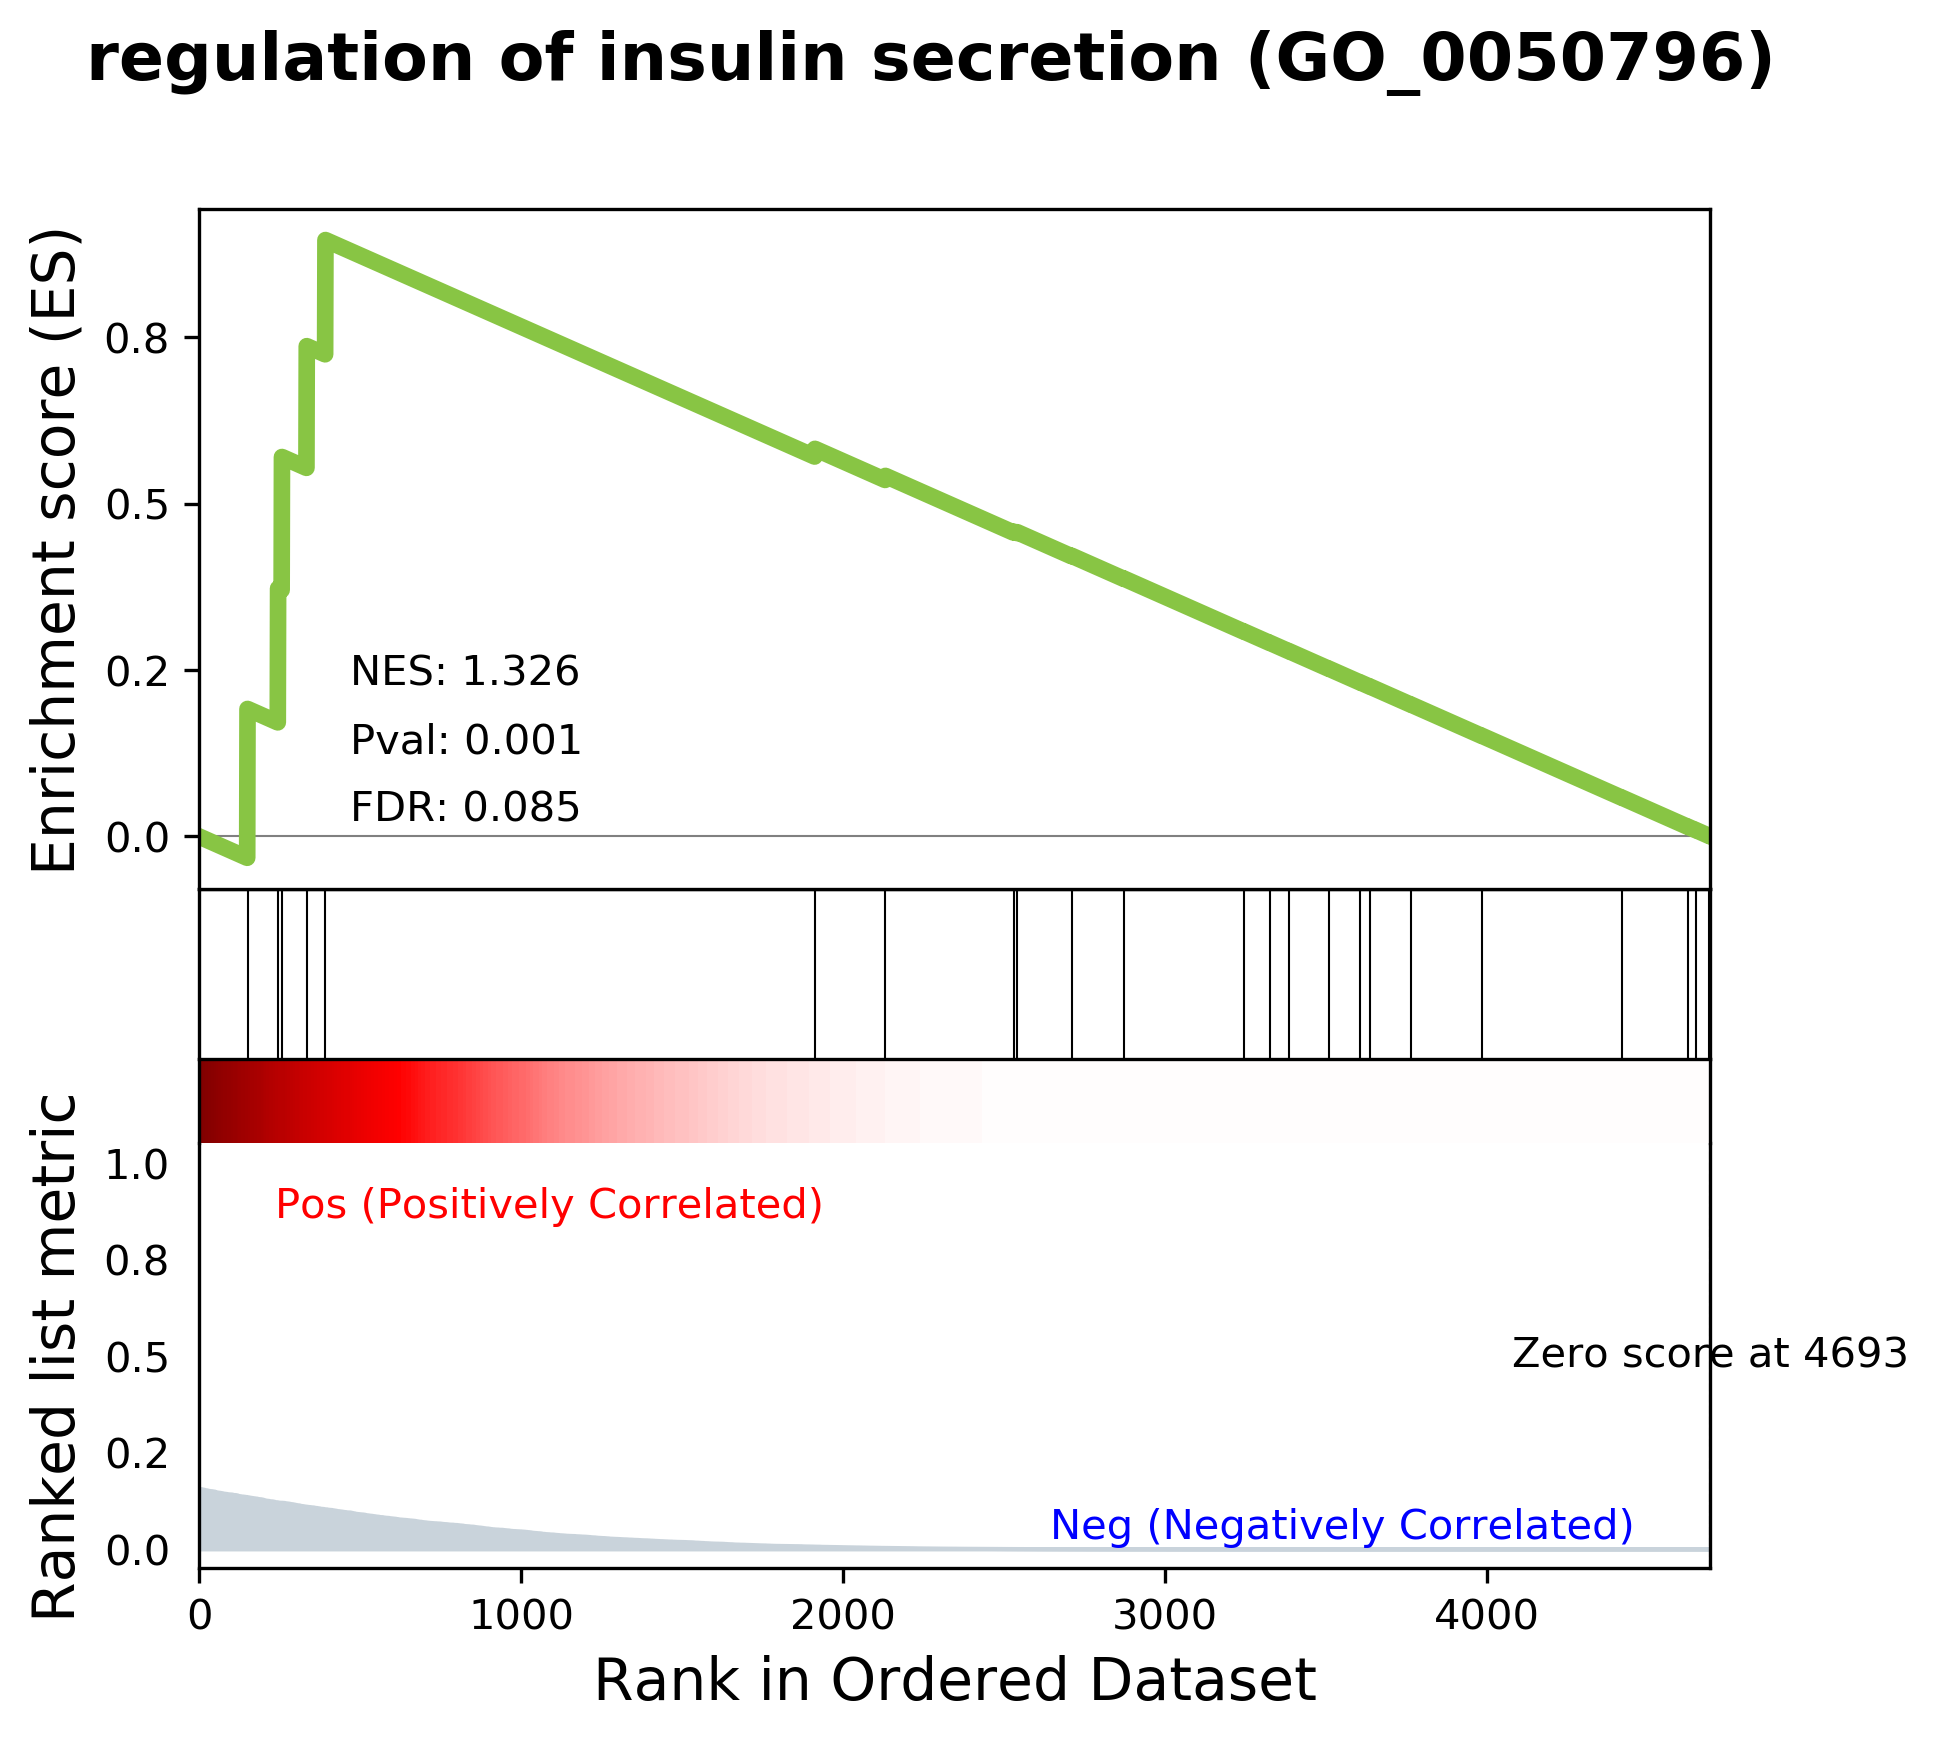 regulation of insulin secretion (GO_0050796)
Enrichment score (ES)
0.8
0.5
0.2
0.0
NES: 1.326
Pval: 0.001
FDR: 0.085
Ranked list metric
1.0
0.8
0.5
0.2
0.0
Pos (Positively Correlated)
Zero score at 4693
Neg (Negatively Correlated)
0 1000 2000 3000 4000
Rank in Ordered Dataset